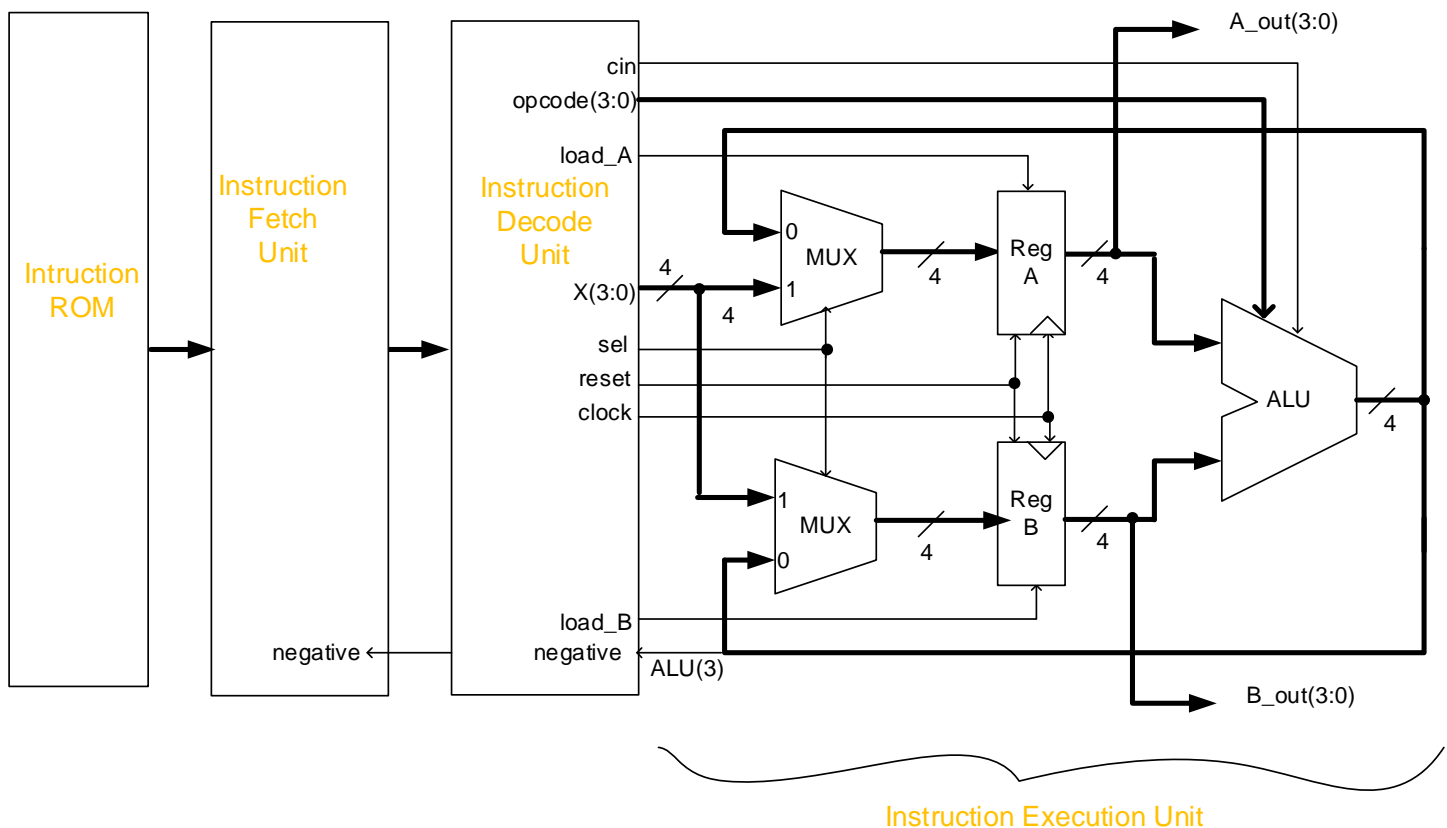 Intruction
ROM
Instruction
Fetch
Unit
negative
Instruction
Decode
Unit
cin
opcode(3:0)
load_A
X(3:0)
sel
reset
clock
load_B
negative
ALU(3)
4
4
0
MUX
1
4
Reg
A
4
A_out(3:0)
1
MUX
0
4
Reg
B
4
B_out(3:0)
ALU
4
Instruction Execution Unit